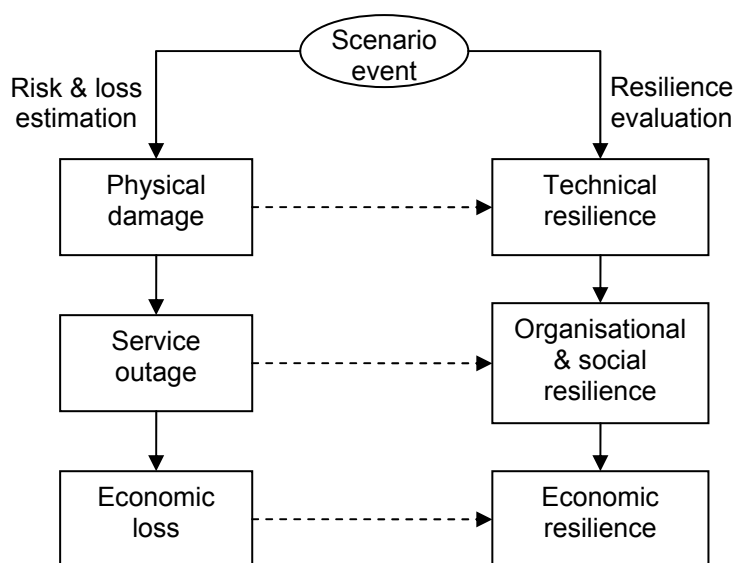 Scenario
event
Risk & loss
estimation
Resilience
evaluation
Physical
damage
Technical
resilience
Service
outage
Organisational
& social
resilience
Economic
loss
Economic
resilience